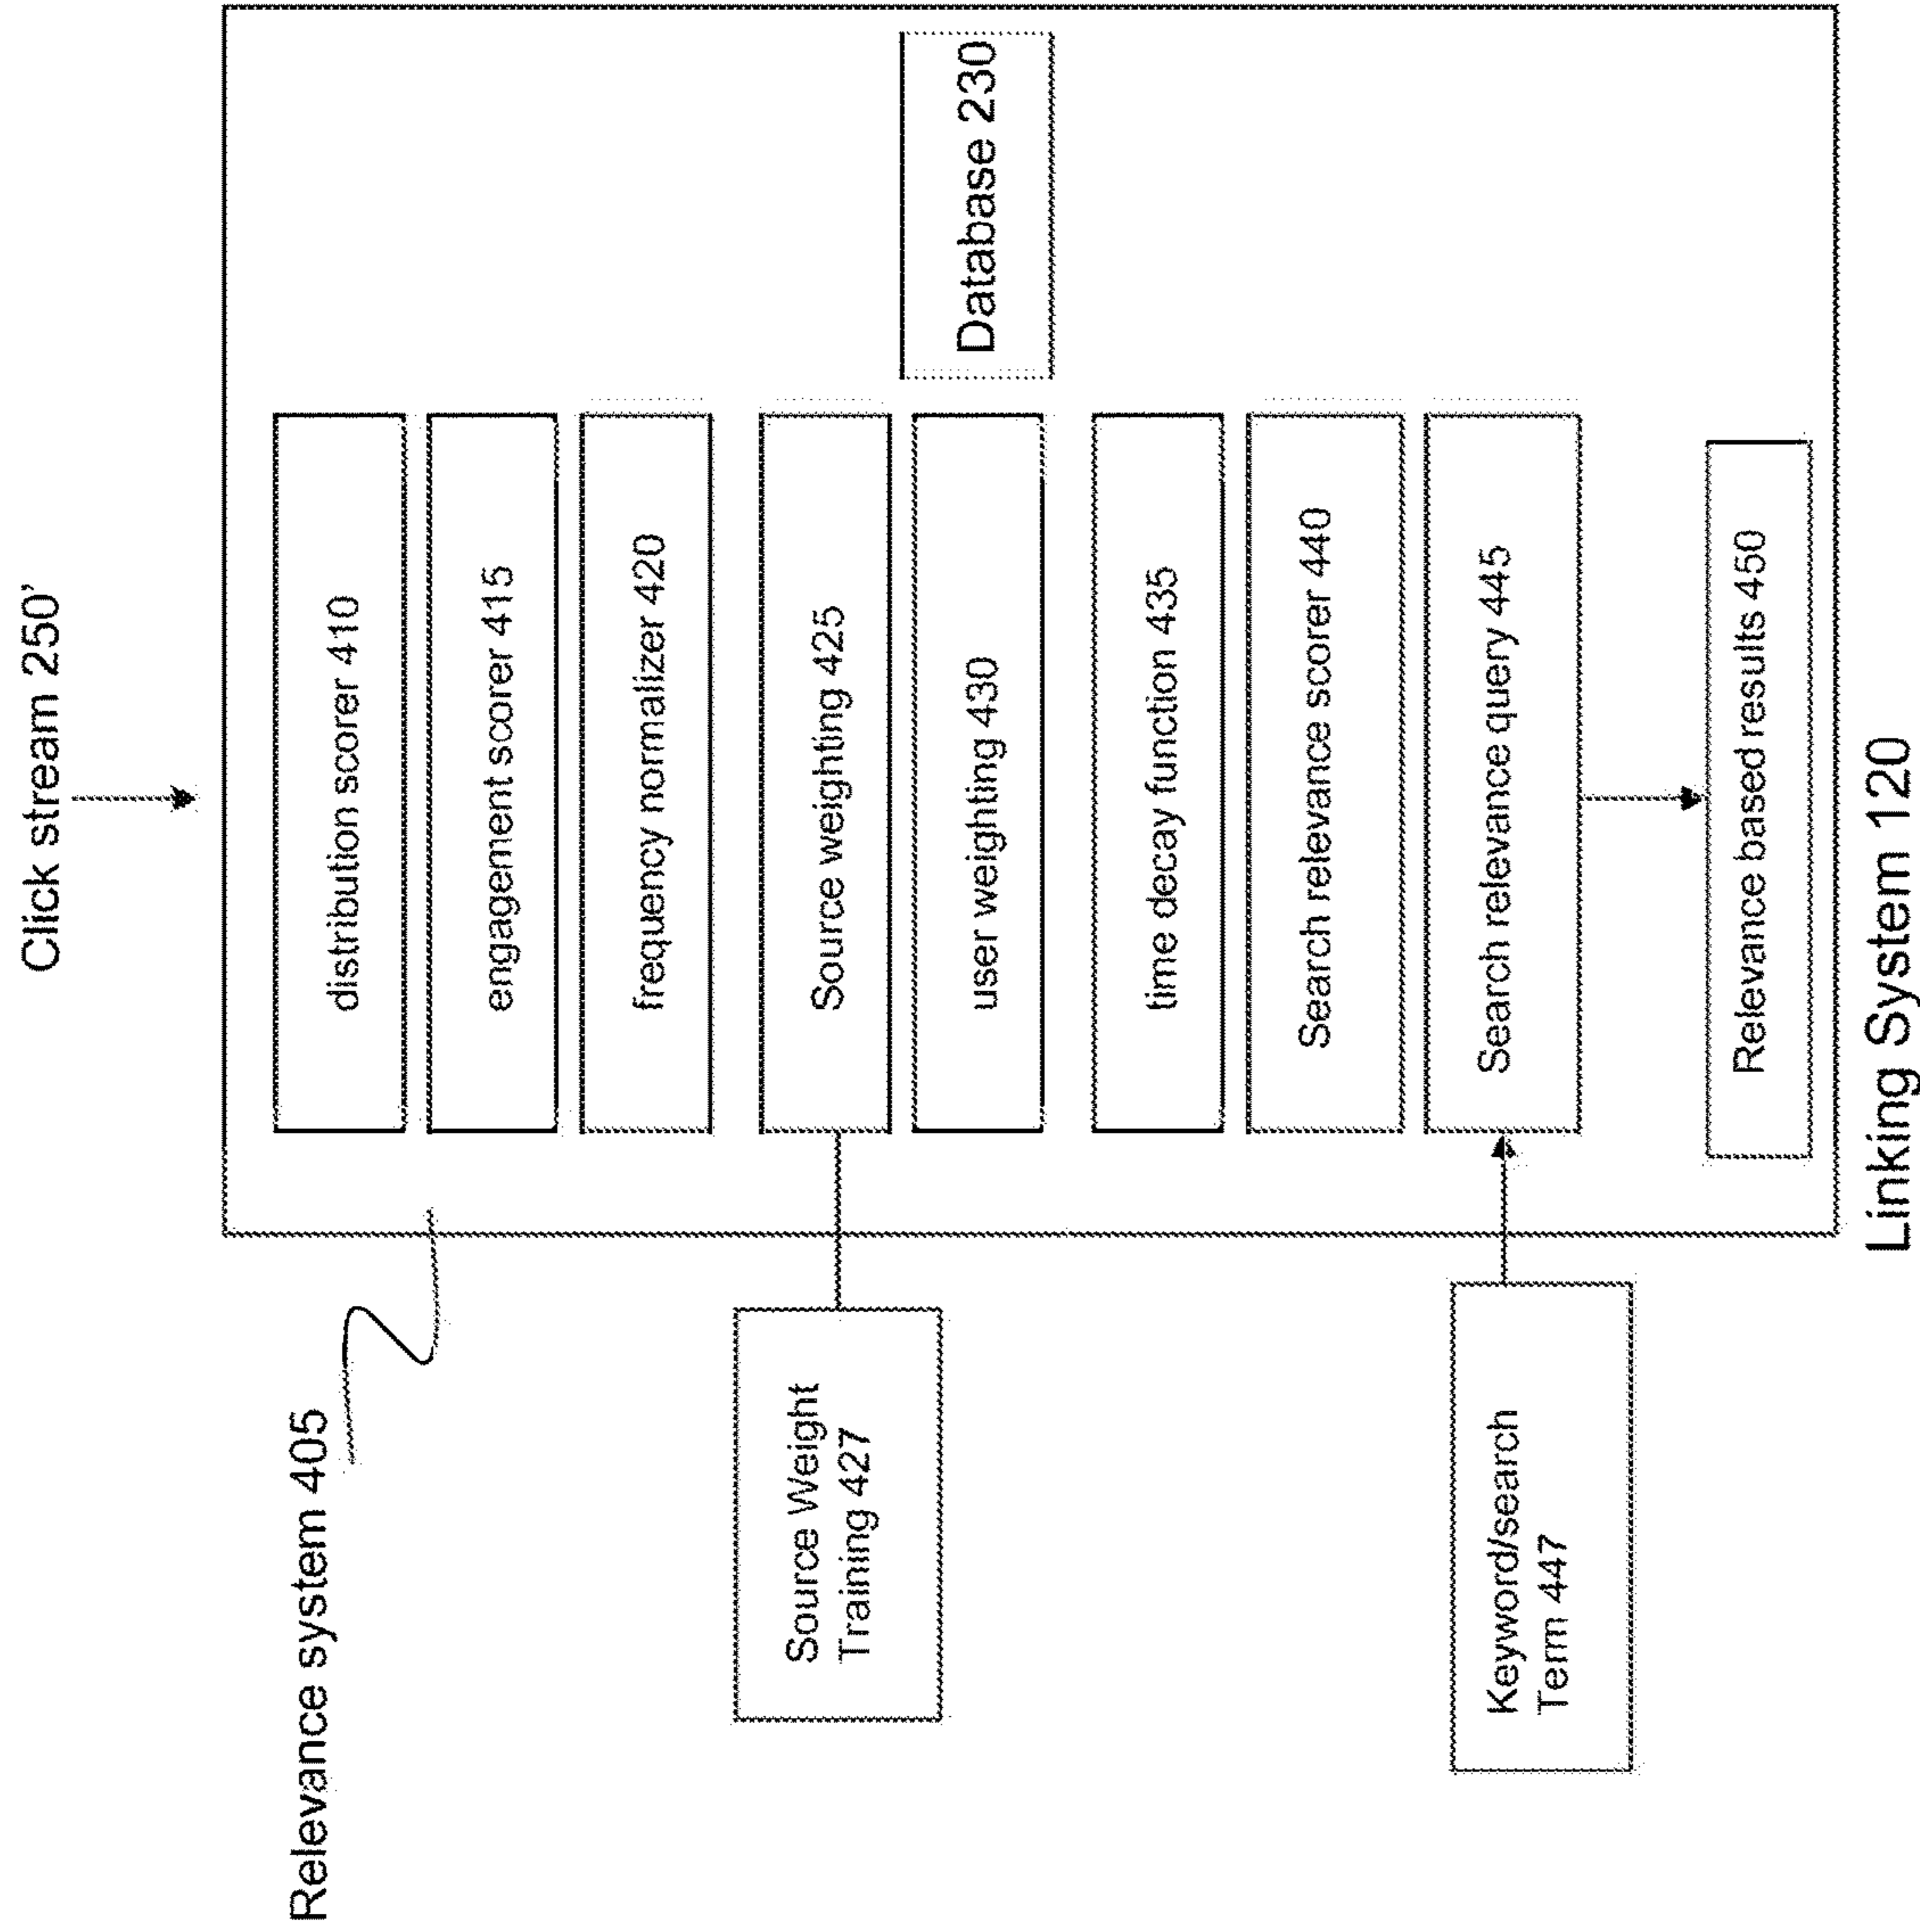 Click stream 250’
Relevance system 405
distribution scorer 410
engagement scorer 415
frequency normalizer 420
Source Weight
Training 427
Source weighting 425
user weighting 430
Database 230
time decay function 435
Search relevance scorer 440
Keyword/search
Term 447
Search relevance query 445
Relevance based results 450
Linking System 120